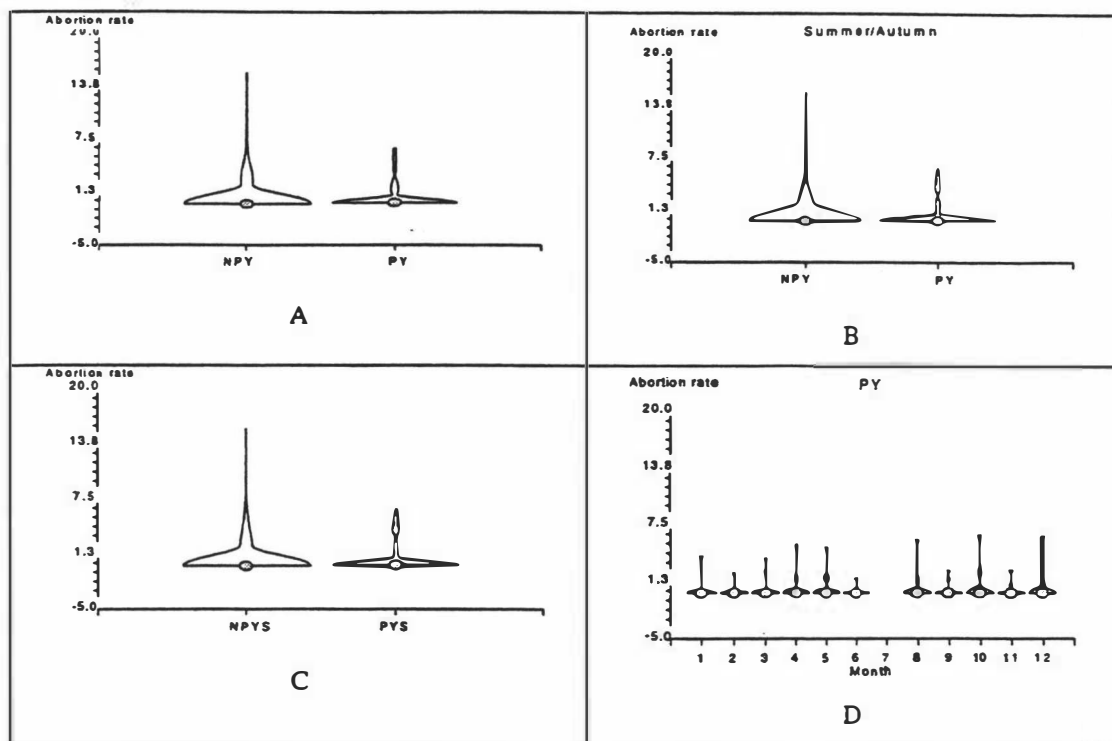 Abortion rate
20.0
13.8
7.5
1.3
-5.0
NPY PY
A
Abortion rate Summer/Autumn
20.0
13.8
7.5
1.3
-5.0
NPY PY
B
Abortion rate
20.0
13.8
7.5
1.3
-5.0
NPYS PYS
C
Abortion rate PY
20.0
13.8
7.5
1.3
-5.0
1 2 3 4 5 6 7 8 9 10 11 12
Month
D